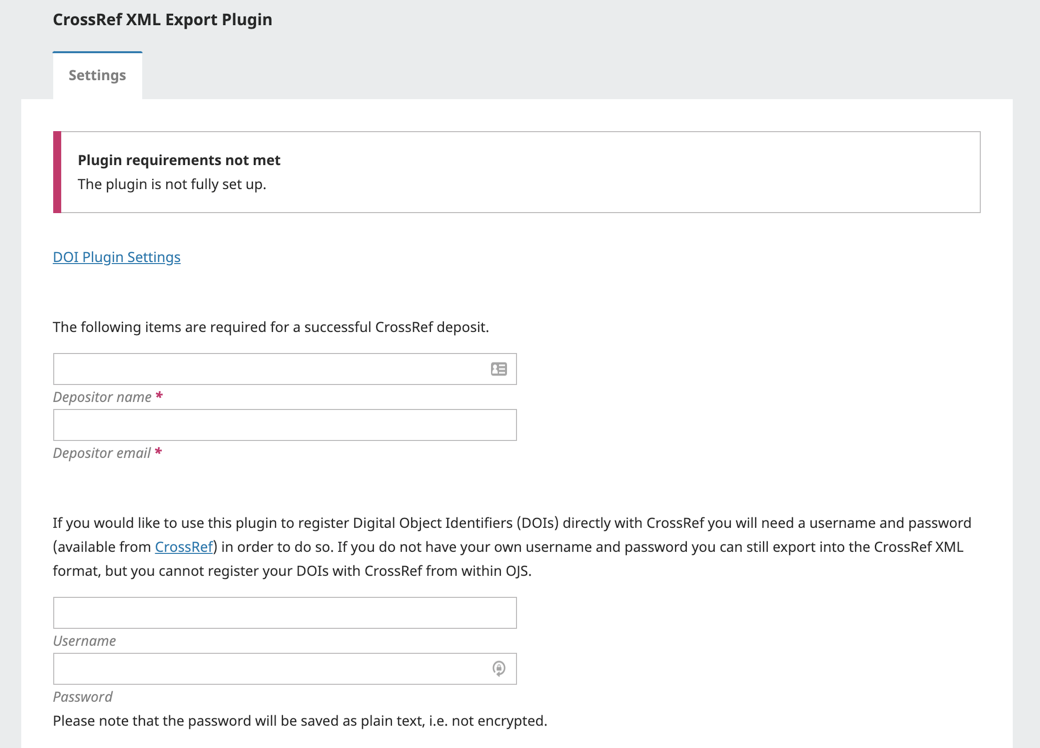 CrossRef XML Export Plugin
Settings
Plugin requirements not met
The plugin is not fully set up.
DOI Plugin Settings
The following items are required for a successful CrossRef deposit.
Depositor name *
Depositor email *
If you would like to use this plugin to register Digital Object Identifiers (DOIs) directly with CrossRef you will need a username and password
(available from CrossRef) in order to do so. If you do not have your own username and password you can still export into the CrossRef XML
format, but you cannot register your DOIs with CrossRef from within OJS.
Username
Password
Please note that the password will be saved as plain text, i.e. not encrypted.